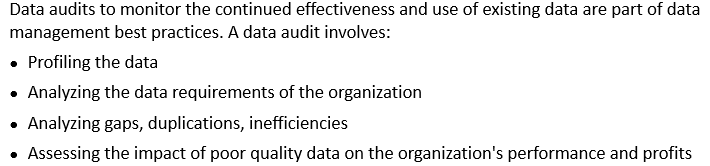 Data audits to monitor the continued effectiveness and use of existing data are part of data
management best practices. A data audit involves:
• Profiling the data
• Analyzing the data requirements of the organization
• Analyzing gaps, duplications, inefficiencies
• Assessing the impact of poor quality data on the organization's performance and profits